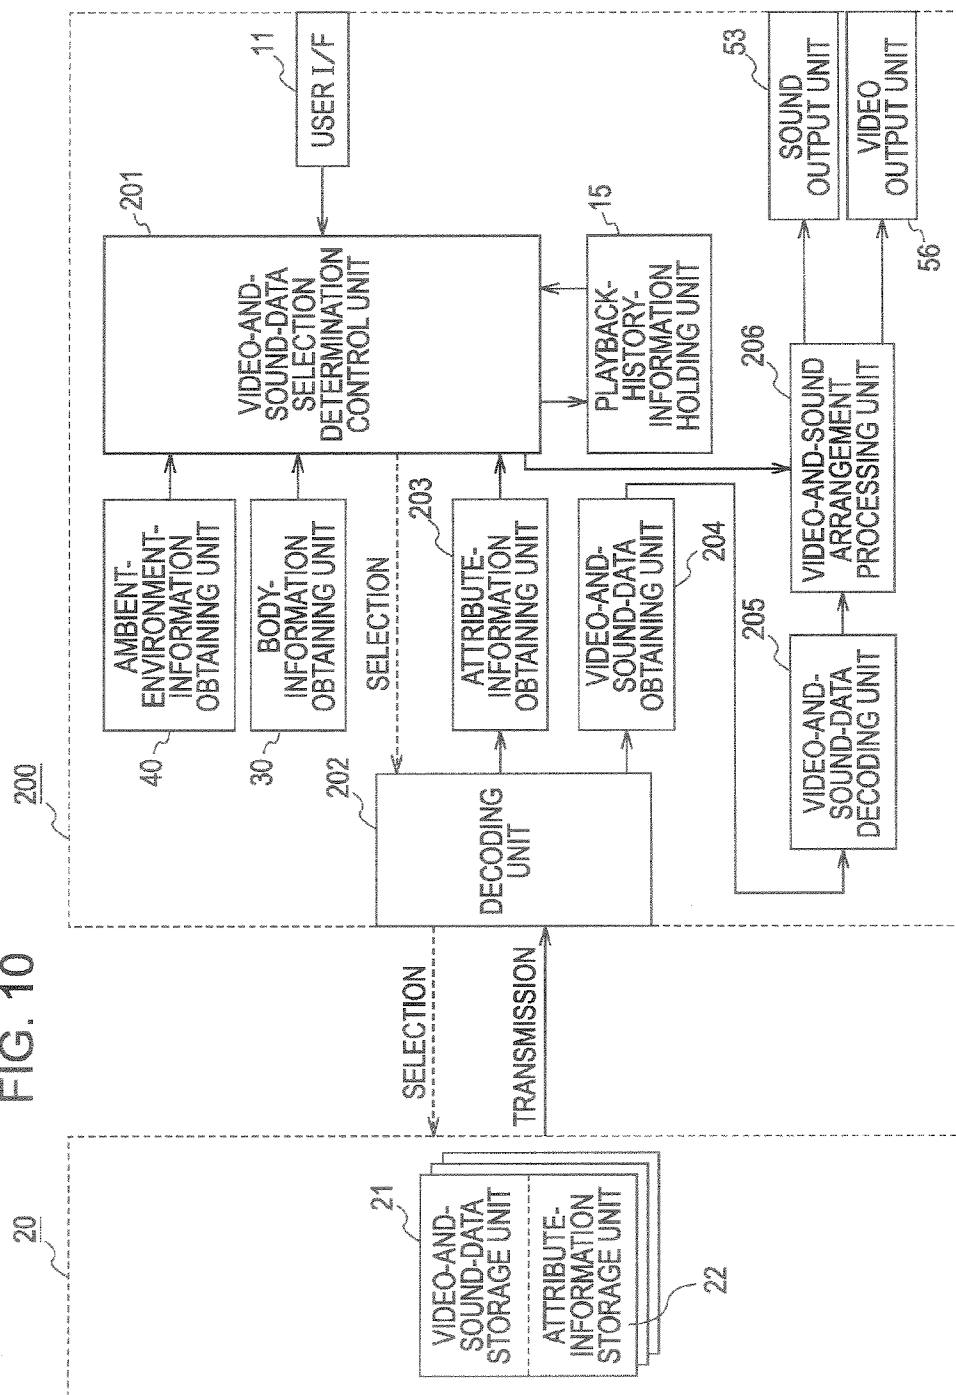 FIG. 10
20
21
VIDEO-AND-
SOUND-DATA
STORAGE UNIT
ATTRIBUTE-
INFORMATION
STORAGE UNIT
22
SELECTION
TRANSMISSION
200
202
DECODING
UNIT
SELECTION
40
AMBIENT-
ENVIRONMENT-
INFORMATION
OBTAINING UNIT
30
BODY-
INFORMATION
OBTAINING UNIT
203
ATTRIBUTE-
INFORMATION
OBTAINING UNIT
VIDEO-AND-
SOUND-DATA
OBTAINING UNIT
204
205
VIDEO-AND-
SOUND-DATA
DECODING UNIT
201
VIDEO-AND-
SOUND-DATA
SELECTION
DETERMINATION
CONTROL UNIT
15
PLAYBACK-
HISTORY-
INFORMATION
HOLDING UNIT
206
VIDEO-AND-SOUND
ARRANGEMENT
PROCESSING UNIT
11
USER I/F
53
SOUND
OUTPUT UNIT
VIDEO
OUTPUT UNIT
56